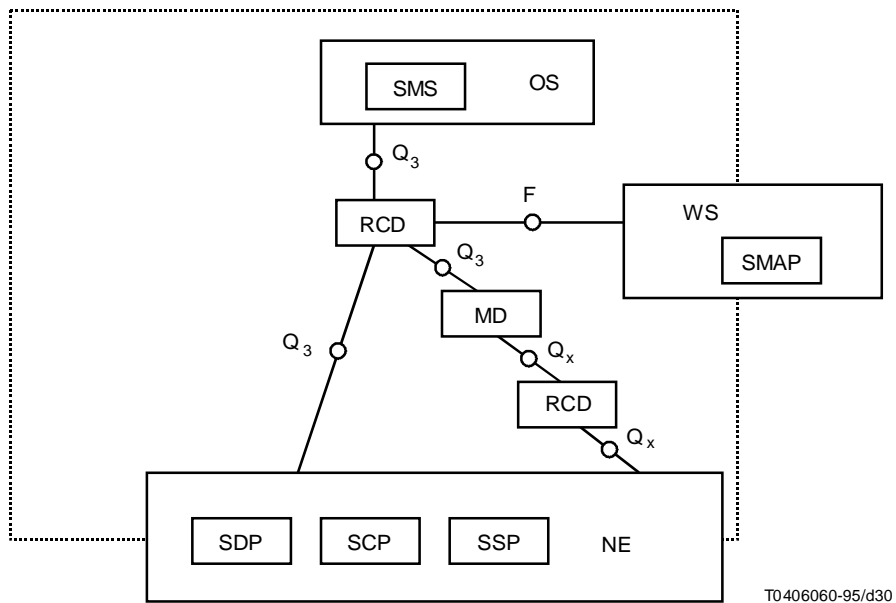 SMS OS
Q3
F
RCD
WS
Q3
SMAP
MD
Q3
Qx
RCD
Qx
SDP SCP SSP NE
T0406060-95/d30